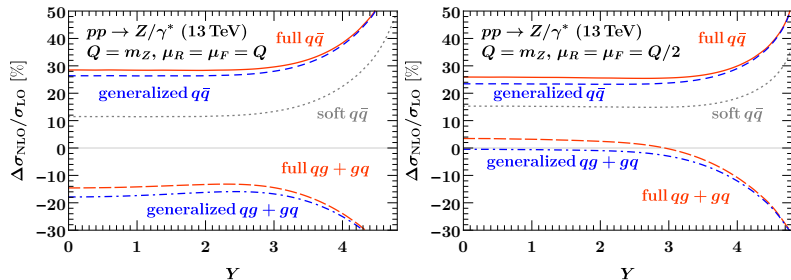 pp → Z/γ* (13 TeV)
Q = m_Z, μ_R = μ_F = Q
full qq̄
generalized qq̄
soft qq̄
full qg + gq
generalized qg + gq
Δσ_NLO/σ_LO [%]
50
40
30
20
10
0
−10
−20
−30
0 1 2 3 4
Y
pp → Z/γ* (13 TeV)
Q = m_Z, μ_R = μ_F = Q/2
full qq̄
generalized qq̄
soft qq̄
generalized qg + gq
full qg + gq
Δσ_NLO/σ_LO [%]
50
40
30
20
10
0
−10
−20
−30
0 1 2 3 4
Y